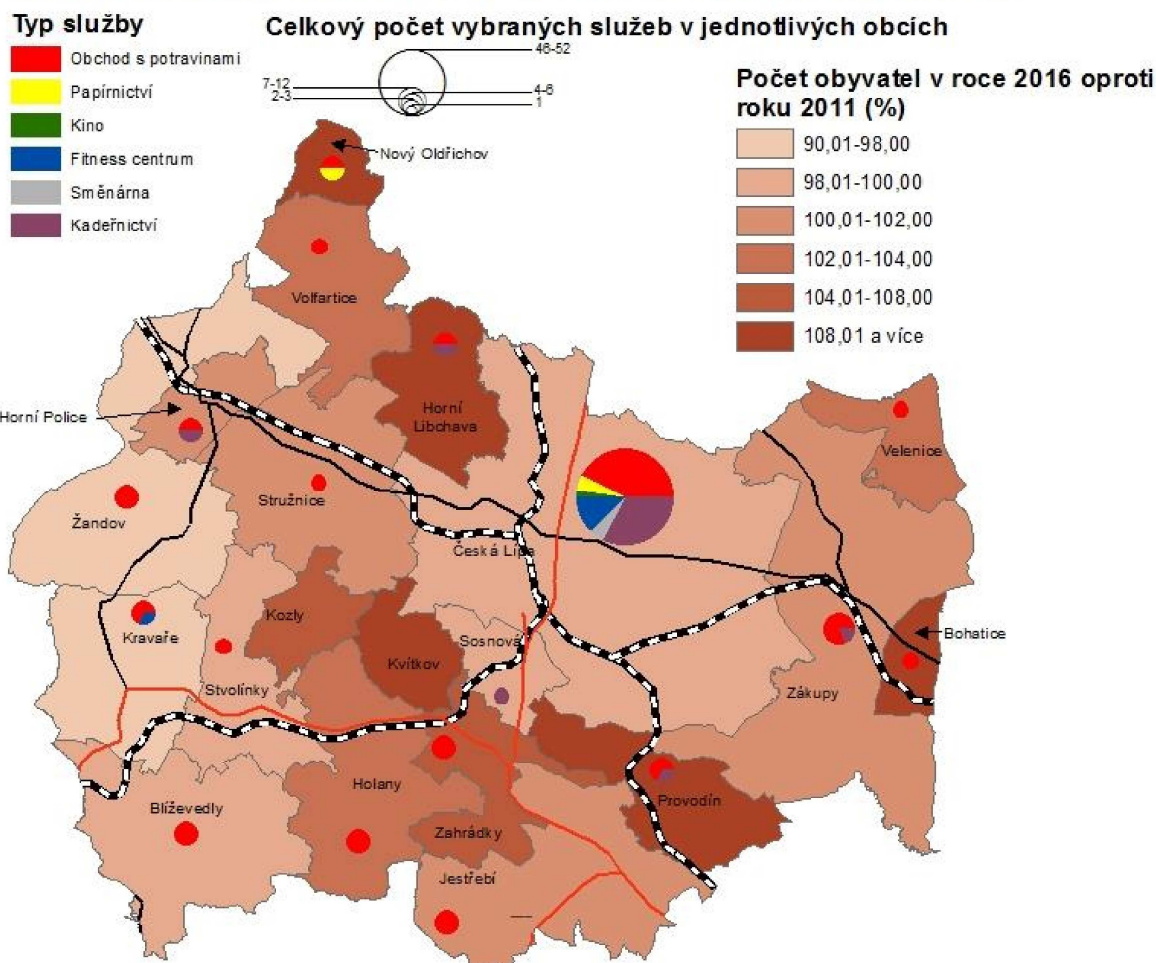 Typ služby
Obchod s potravinami
Papírnictví
Kino
Fitness centrum
Směnárna
Kadeřnictví
Celkový počet vybraných služeb v jednotlivých obcích
46-52
7-12
2-3
4-6
1
Počet obyvatel v roce 2016 oproti
roku 2011 (%)
90,01-98,00
98,01-100,00
100,01-102,00
102,01-104,00
104,01-108,00
108,01 a více
Nový Oldřichov
Volfartice
Horní Police
Horní
Libchava
Velenice
Žandov
Stružnice
Česká Lípa
Kozly
Kravaře
Sosnová
Bohatice
Kvítkov
Stvolínky
Zákupy
Holany
Provodín
Blíževedly
Zahrádky
Jestřebí